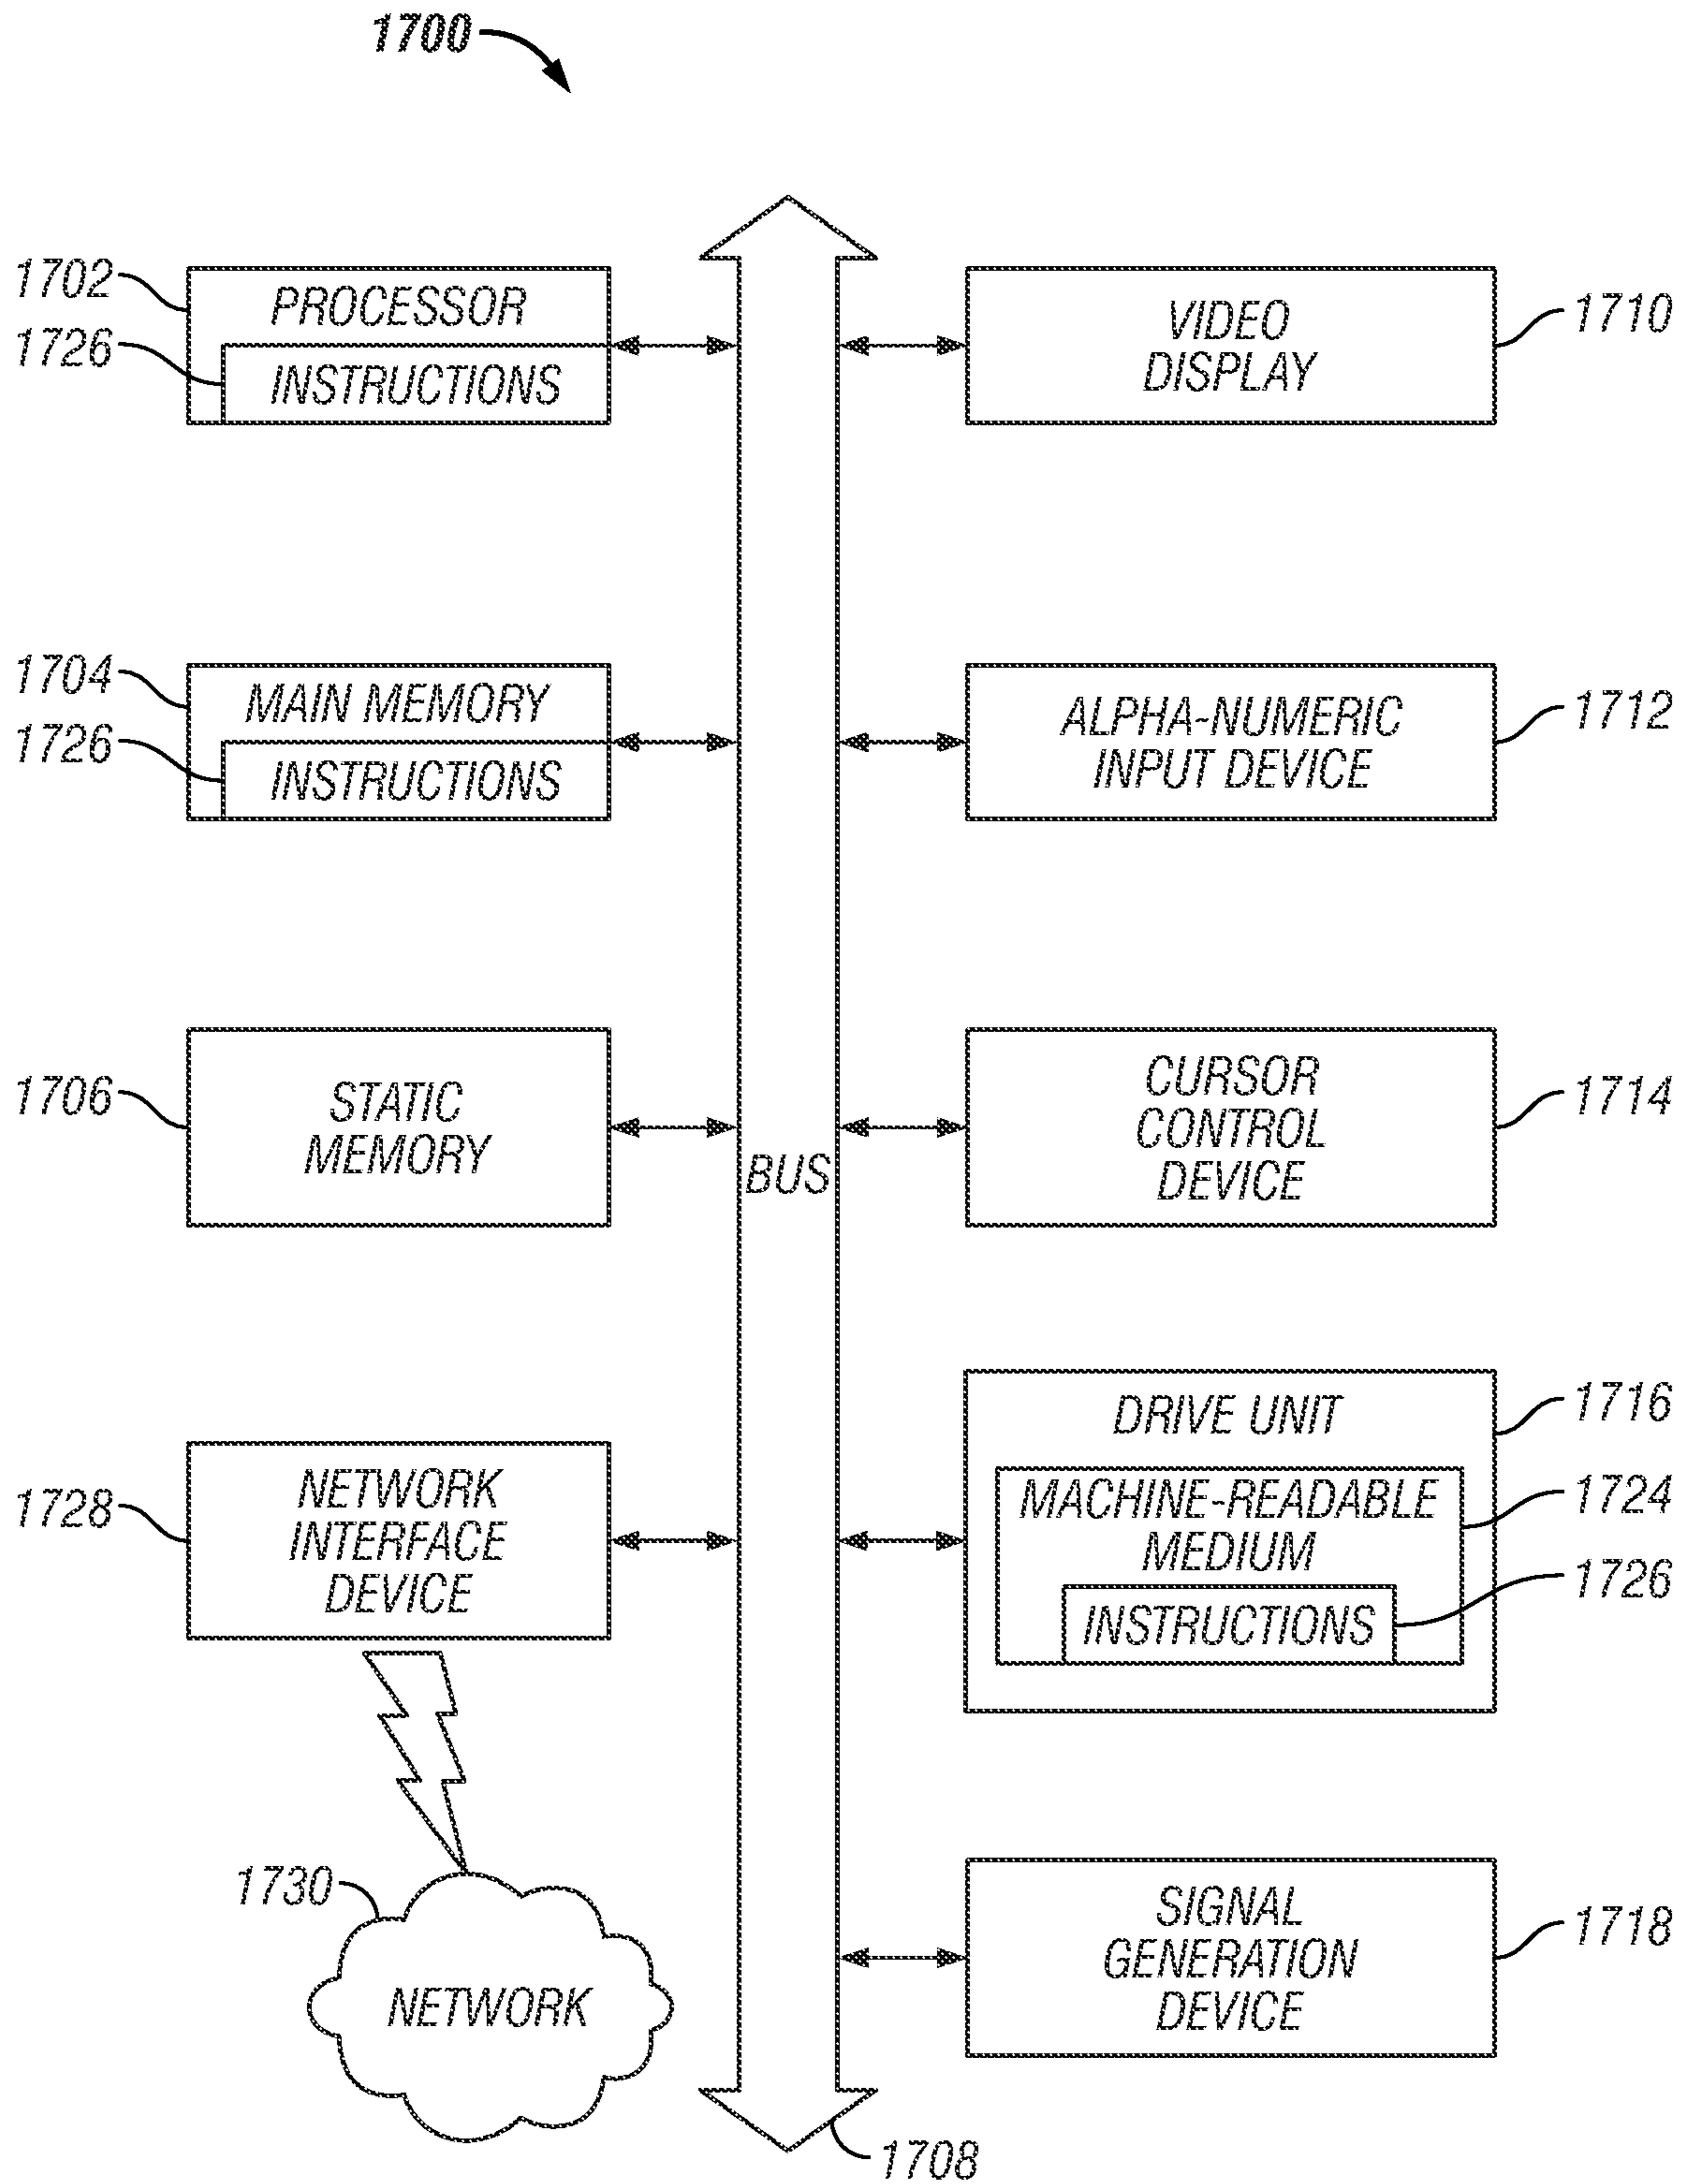 1700
1702
PROCESSOR
1726
INSTRUCTIONS
VIDEO
DISPLAY
1710
1704
MAIN MEMORY
1726
INSTRUCTIONS
ALPHA-NUMERIC
INPUT DEVICE
1712
1706
STATIC
MEMORY
BUS
CURSOR
CONTROL
DEVICE
1714
1728
NETWORK
INTERFACE
DEVICE
DRIVE UNIT
1716
MACHINE-READABLE
MEDIUM
1724
INSTRUCTIONS
1726
1730
NETWORK
SIGNAL
GENERATION
DEVICE
1718
1708